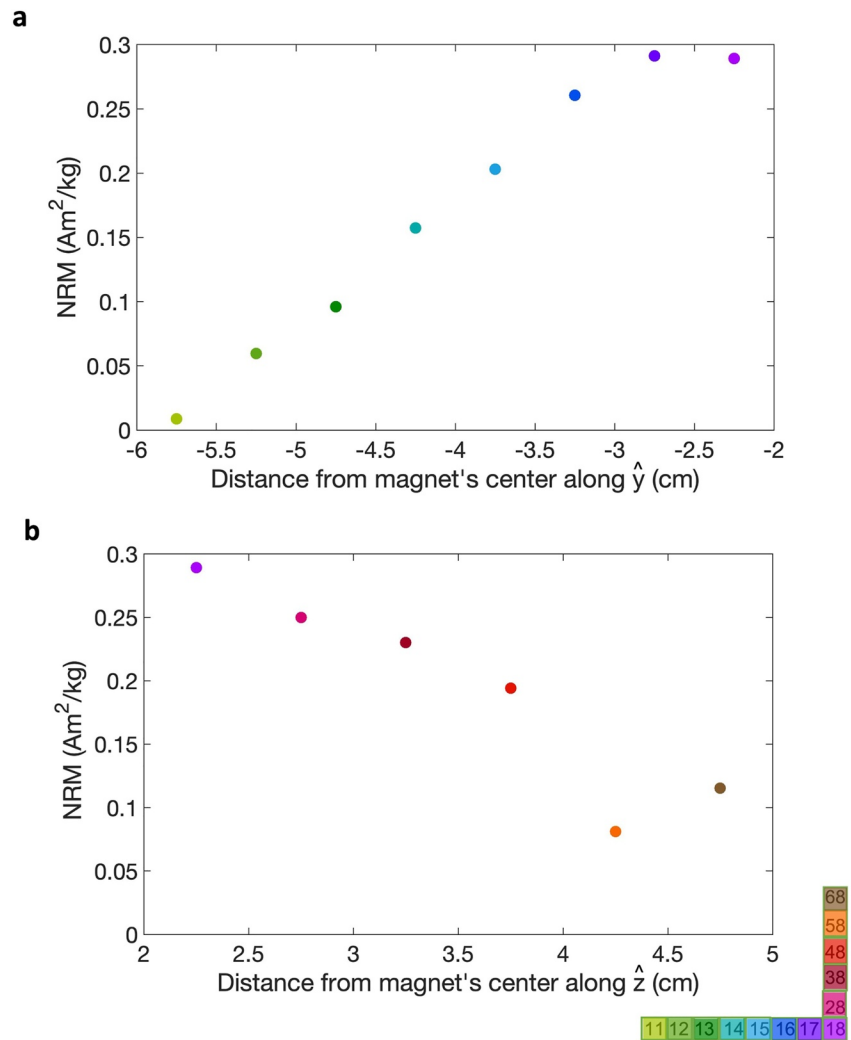 a
0.3
0.25
0.2
0.15
0.1
0.05
0
NRM (Am²/kg)
-6 -5.5 -5 -4.5 -4 -3.5 -3 -2.5 -2
Distance from magnet's center along ŷ (cm)
b
0.3
0.25
0.2
0.15
0.1
0.05
0
NRM (Am²/kg)
2 2.5 3 3.5 4 4.5 5
Distance from magnet's center along ẑ (cm)
68
58
48
38
28
11 12 13 14 15 16 17 18